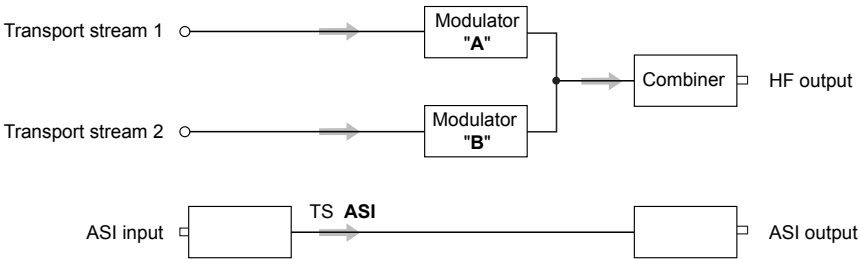 Transport stream 1
Modulator
"A"
Combiner
HF output
Transport stream 2
Modulator
"B"
TS ASI
ASI input
ASI output